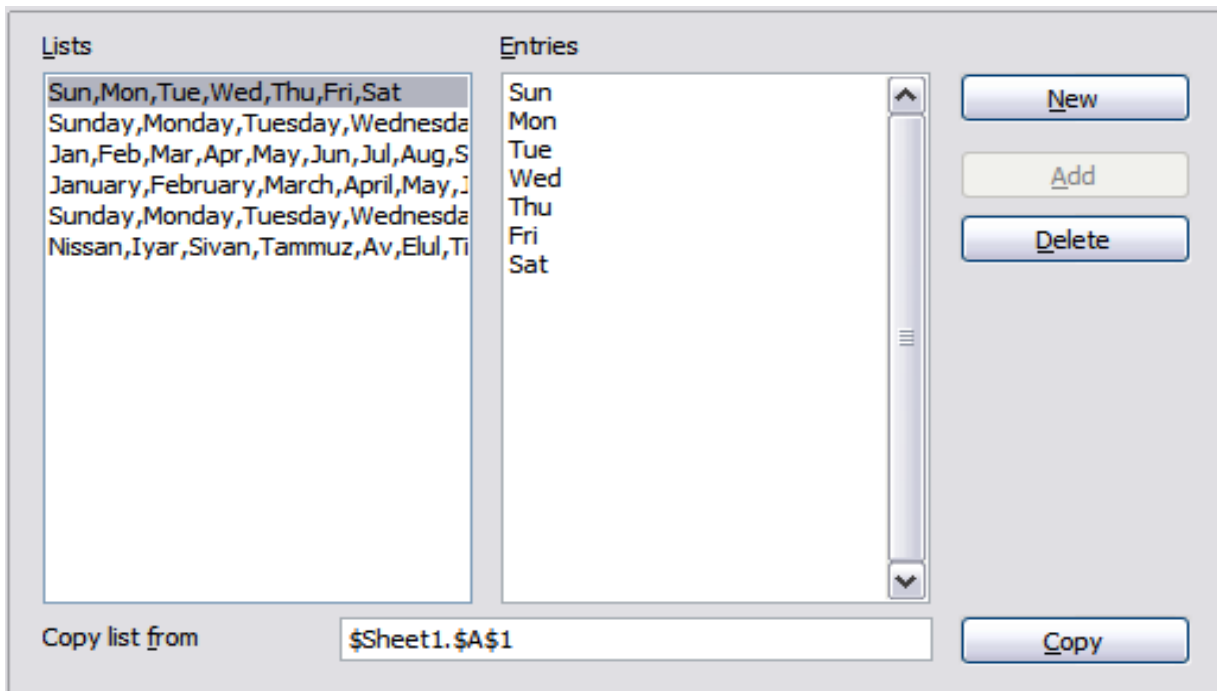 Lists
Sun,Mon,Tue,Wed,Thu,Fri,Sat
Sunday,Monday,Tuesday,Wednesda
Jan,Feb,Mar,Apr,May,Jun,Jul,Aug,S
January,February,March,April,May,J
Sunday,Monday,Tuesday,Wednesda
Nissan,Iyar,Sivan,Tammuz,Av,Elul,Ti
Entries
Sun
Mon
Tue
Wed
Thu
Fri
Sat
New
Add
Delete
Copy list from
$Sheet1.$A$1
Copy